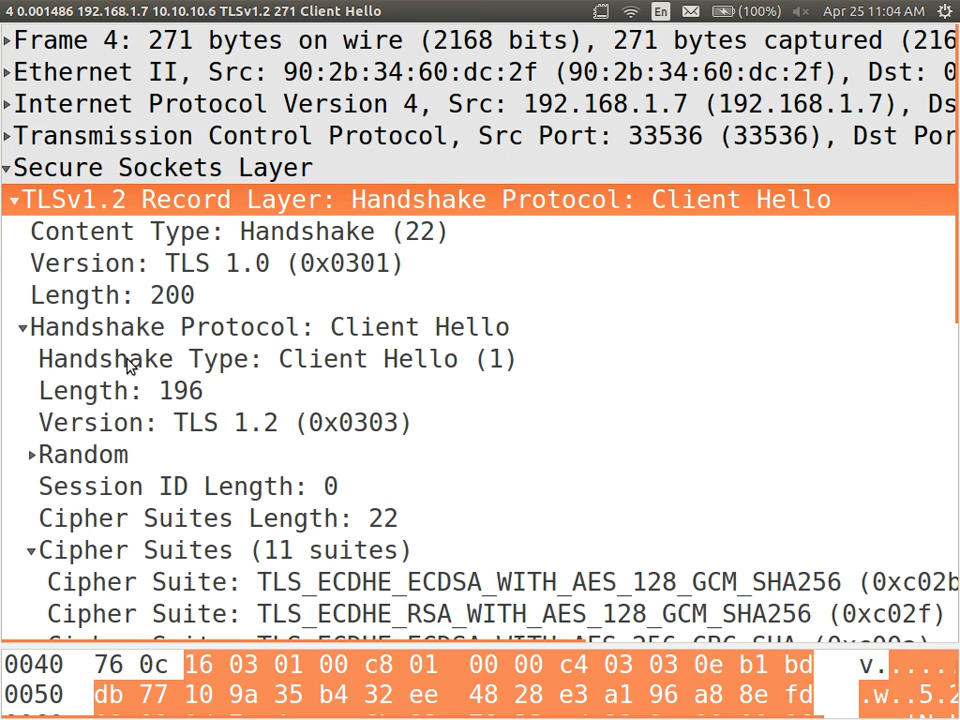 4 0.001486 192.168.1.7 10.10.10.6 TLSv1.2 271 Client Hello En (100%) Apr 25 11:04 AM
Frame 4: 271 bytes on wire (2168 bits), 271 bytes captured (216
Ethernet II, Src: 90:2b:34:60:dc:2f (90:2b:34:60:dc:2f), Dst: 0
Internet Protocol Version 4, Src: 192.168.1.7 (192.168.1.7), Ds
Transmission Control Protocol, Src Port: 33536 (33536), Dst Por
Secure Sockets Layer
TLSv1.2 Record Layer: Handshake Protocol: Client Hello
Content Type: Handshake (22)
Version: TLS 1.0 (0x0301)
Length: 200
Handshake Protocol: Client Hello
Handshake Type: Client Hello (1)
Length: 196
Version: TLS 1.2 (0x0303)
Random
Session ID Length: 0
Cipher Suites Length: 22
Cipher Suites (11 suites)
Cipher Suite: TLS_ECDHE_ECDSA_WITH_AES_128_GCM_SHA256 (0xc02b
Cipher Suite: TLS_ECDHE_RSA_WITH_AES_128_GCM_SHA256 (0xc02f)
0040 76 0c 16 03 01 00 c8 01 00 00 c4 03 03 0e b1 bd v......
0050 db 77 10 9a 35 b4 32 ee 48 28 e3 a1 96 a8 8e fd .w..5.2